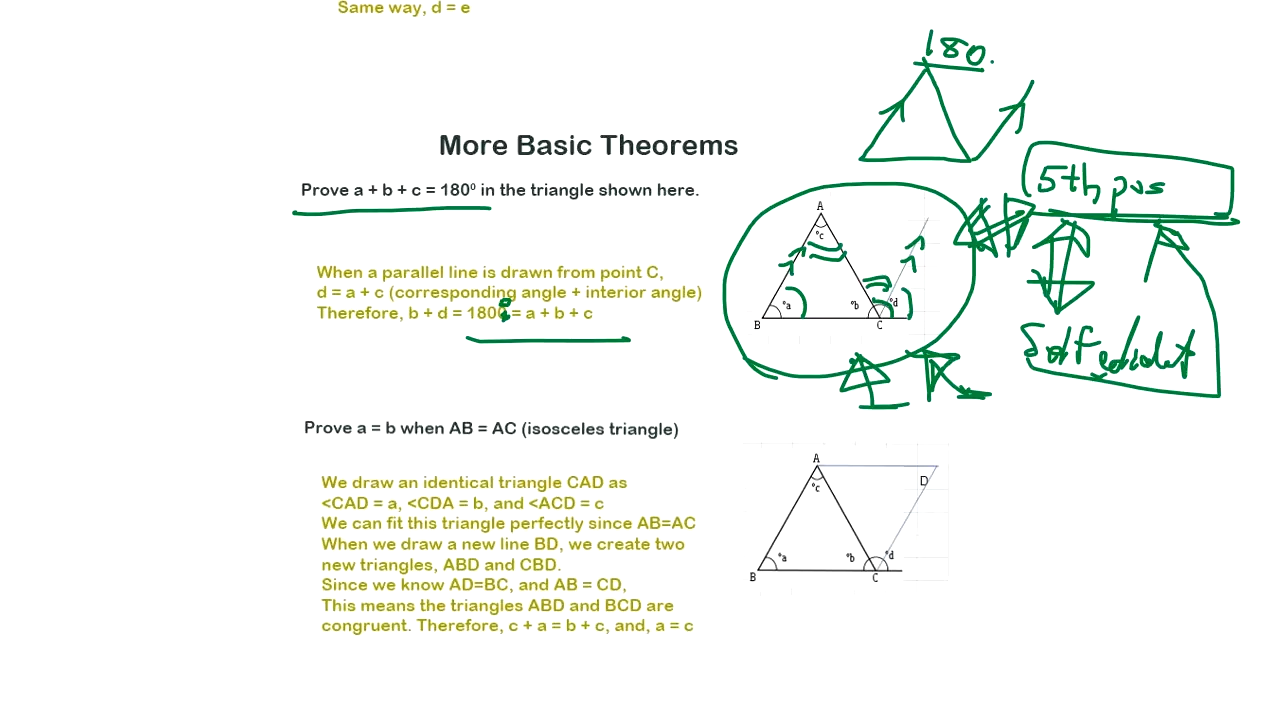 Same way, d = e
180.
More Basic Theorems
Prove a + b + c = 180⁰ in the triangle shown here.
5th pos
A
°c
When a parallel line is drawn from point C,
d = a + c (corresponding angle + interior angle)
Therefore, b + d = 180 = a + b + c
°a
°b
°d
B
C
Self
Prove a = b when AB = AC (isosceles triangle)
We draw an identical triangle CAD as
<CAD = a, <CDA = b, and <ACD = c
We can fit this triangle perfectly since AB=AC
When we draw a new line BD, we create two
new triangles, ABD and CBD.
Since we know AD=BC, and AB = CD,
This means the triangles ABD and BCD are
congruent. Therefore, c + a = b + c, and, a = c
A
D
°c
°a
°b
°d
B
C